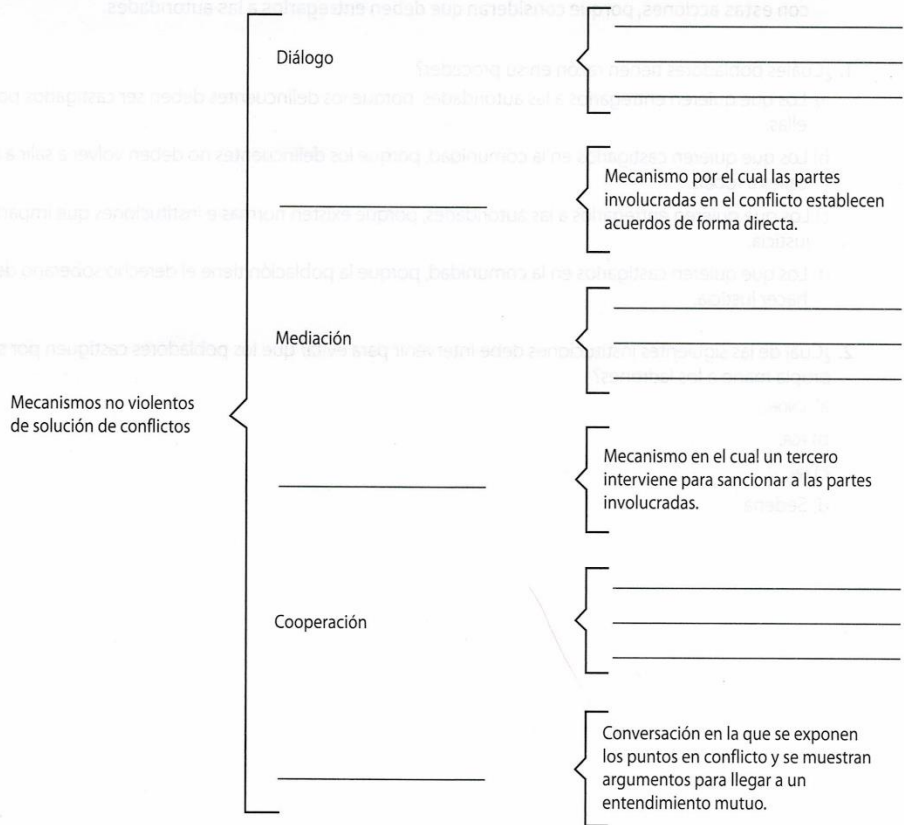 Diálogo
Mecanismo por el cual las partes
involucradas en el conflicto establecen
acuerdos de forma directa.
Mediación
Mecanismos no violentos
de solución de conflictos
Mecanismo en el cual un tercero
interviene para sancionar a las partes
involucradas.
Cooperación
Conversación en la que se exponen
los puntos en conflicto y se muestran
argumentos para llegar a un
entendimiento mutuo.